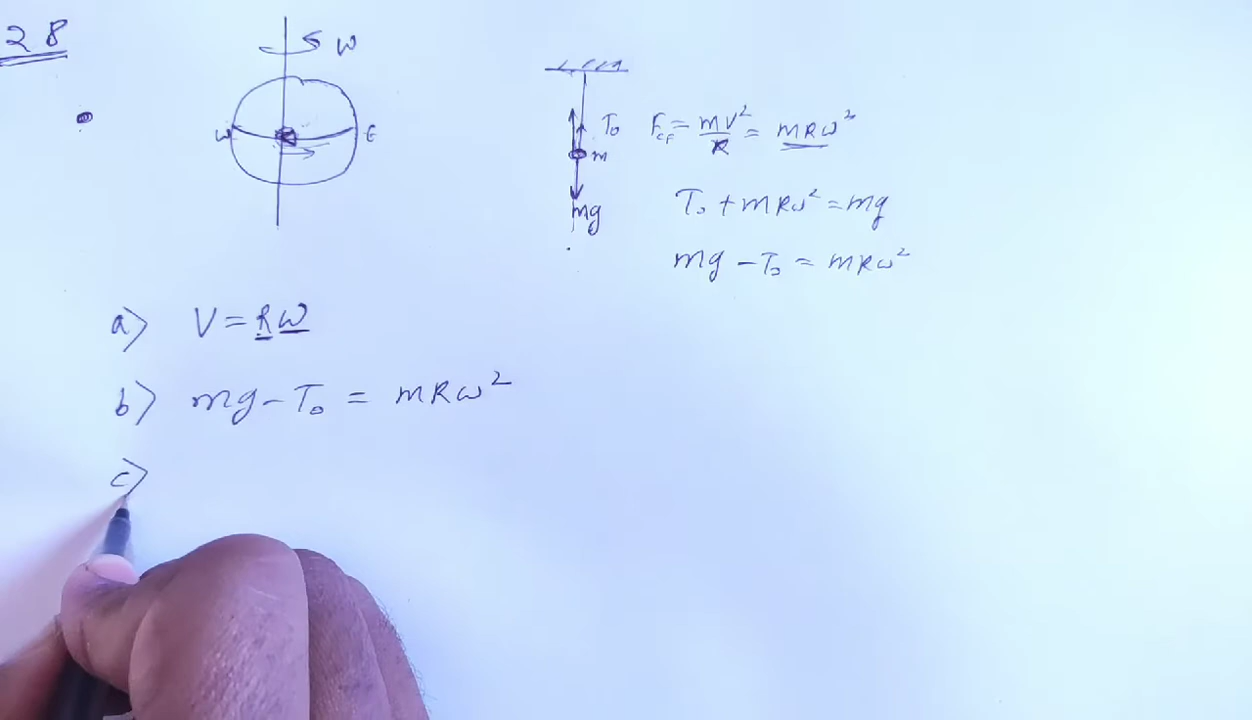 28
W
W E
T₀ F_CF = mV²/R = mRω²
m
mg T₀ + mRω² = mg
mg - T₀ = mRω²
a) V = Rω
b) mg - T₀ = mRω²
c)